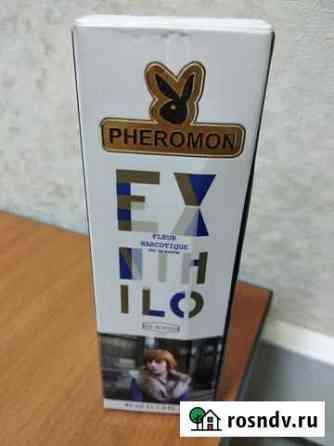 PHEROMON
EX
FLEUR
NARCOTIQUE
NIH
ILO
rosndv.ru